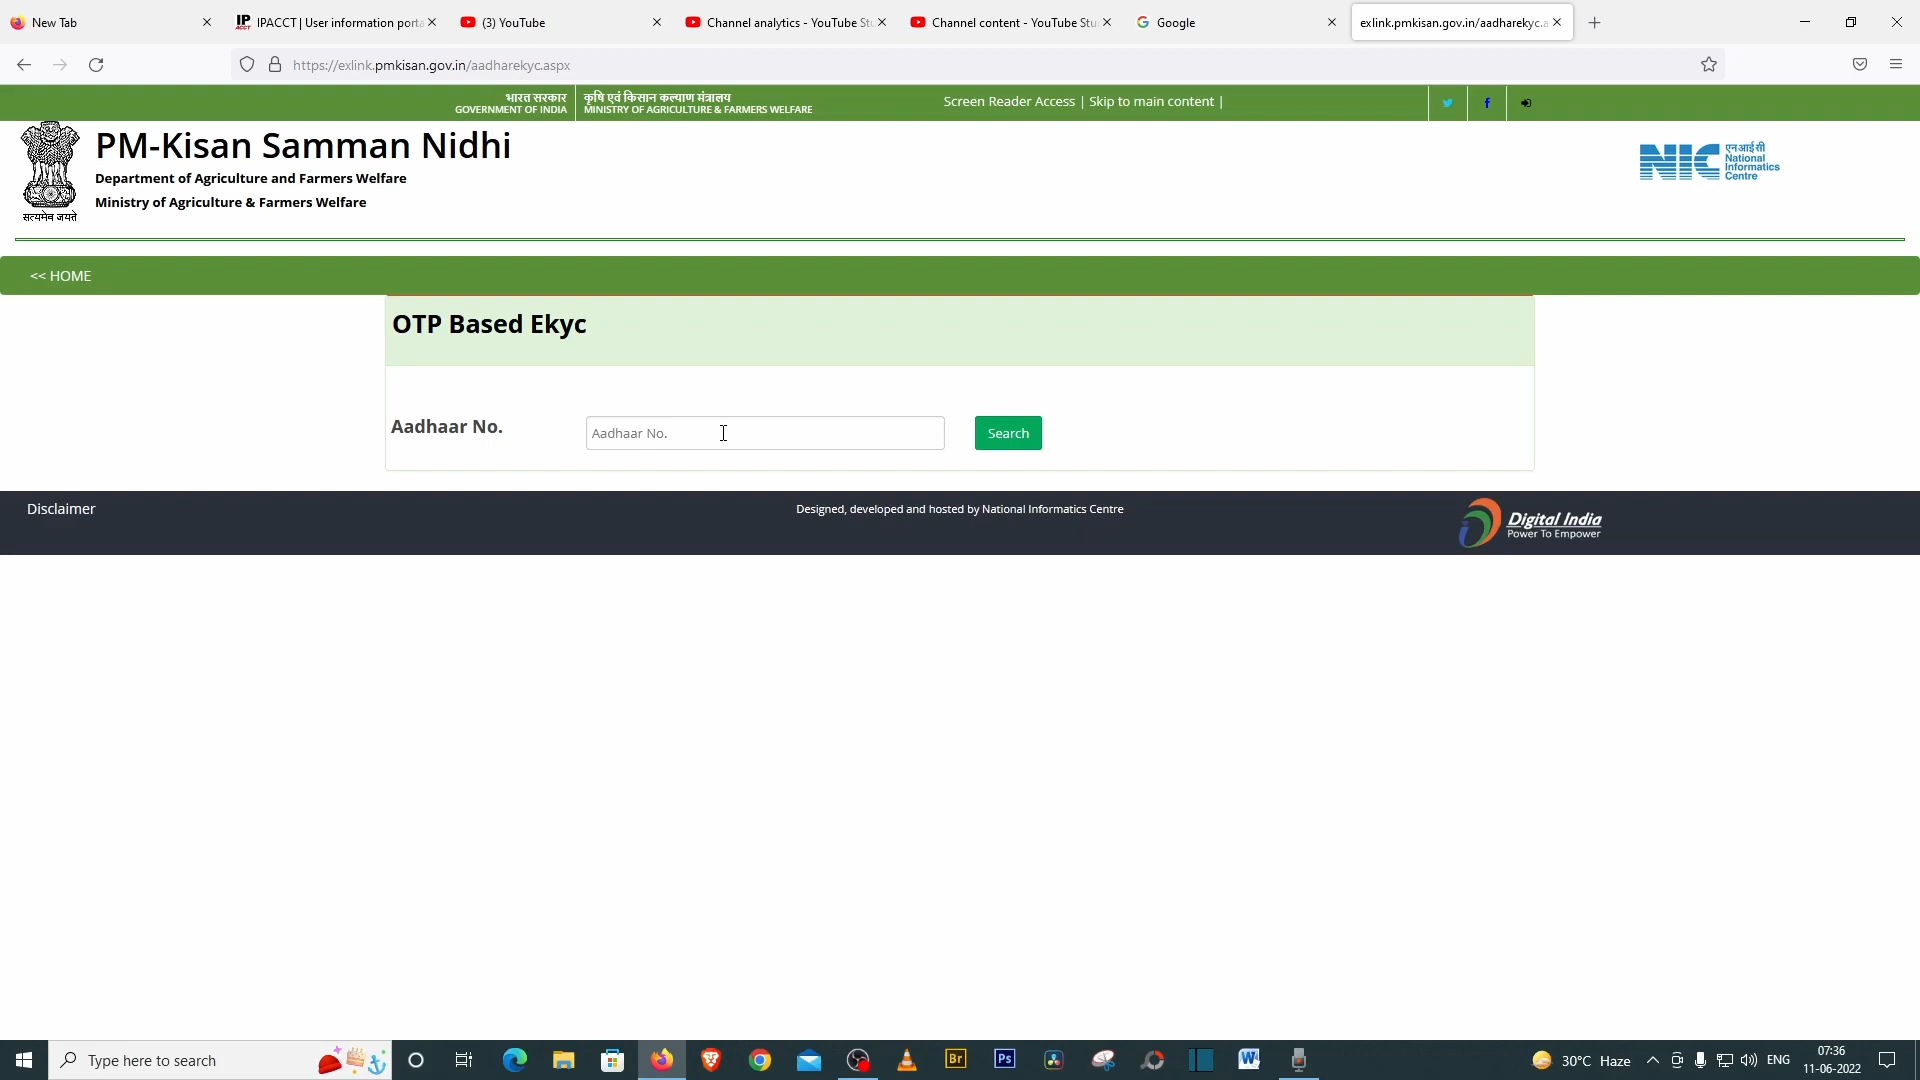 New Tab
IPACCT | User information porta
(3) YouTube
Channel analytics - YouTube Stu
Channel content - YouTube Stu
Google
exlink.pmkisan.gov.in/aadharekyc.a
https://exlink.pmkisan.gov.in/aadharekyc.aspx
भारत सरकार
GOVERNMENT OF INDIA
कृषि एवं किसान कल्याण मंत्रालय
MINISTRY OF AGRICULTURE & FARMERS WELFARE
Screen Reader Access | Skip to main content |
सत्यमेव जयते
PM-Kisan Samman Nidhi
Department of Agriculture and Farmers Welfare
Ministry of Agriculture & Farmers Welfare
NIC
एनआईसी
National
Informatics
Centre
<< HOME
OTP Based Ekyc
Aadhaar No.
Aadhaar No.
Search
Disclaimer
Designed, developed and hosted by National Informatics Centre
Digital India
Power To Empower
Type here to search
Br
Ps
W
30°C Haze
ENG
07:36
11-06-2022